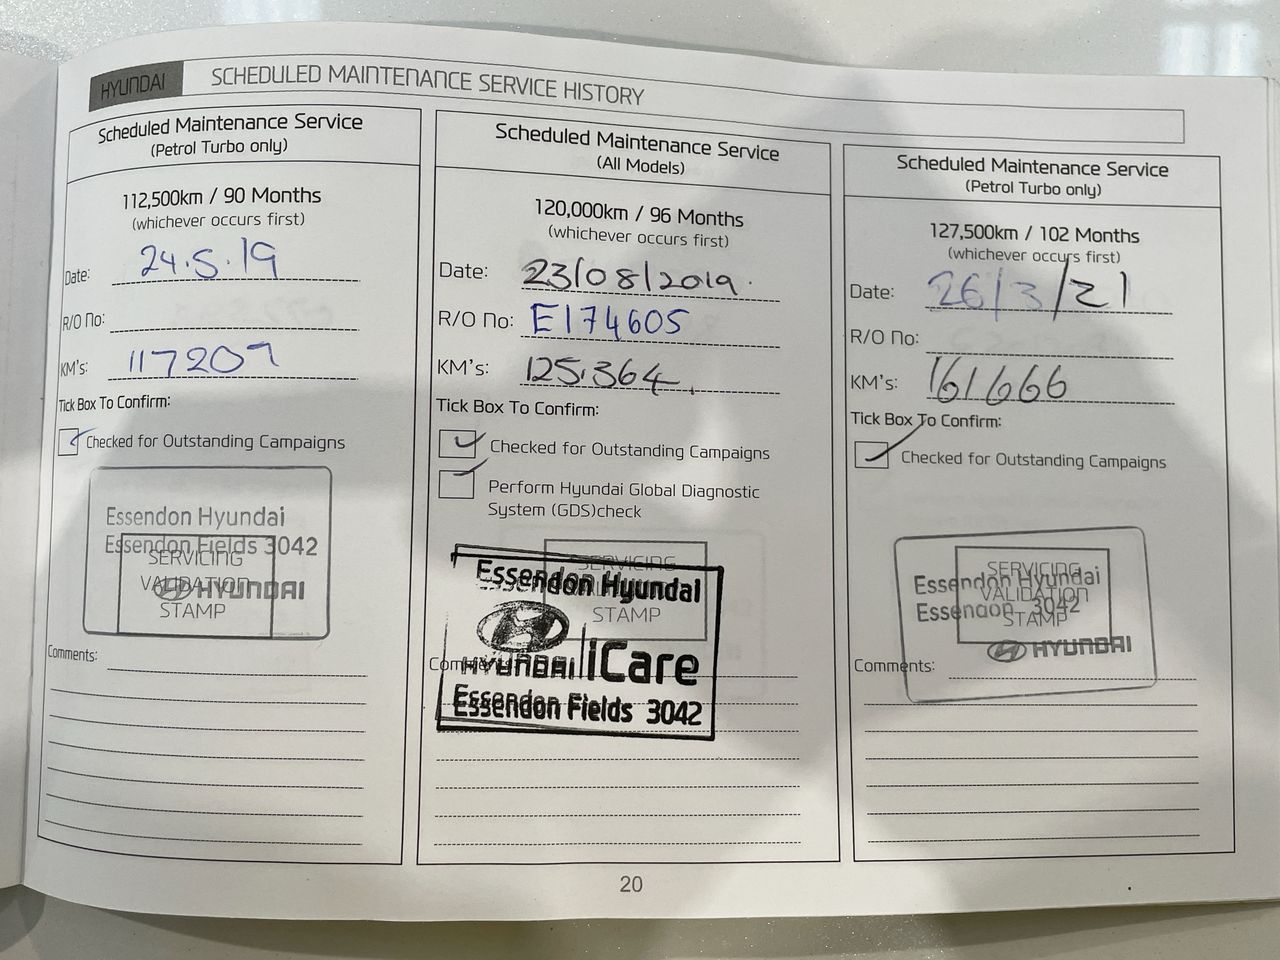 HYUNDAI SCHEDULED MAINTENANCE SERVICE HISTORY
Scheduled Maintenance Service
(Petrol Turbo only)
112,500km / 90 Months
(whichever occurs first)
Date: 24.5.19
R/O No:
KM's: 117209
Tick Box To Confirm:
Checked for Outstanding Campaigns
Essendon Hyundai
Essendon Fields 3042
SERVICING
VALIDATION
HYUNDAI
STAMP
Comments:
Scheduled Maintenance Service
(All Models)
120,000km / 96 Months
(whichever occurs first)
Date: 23/08/2019.
R/O No: E174605
KM's: 125.364
Tick Box To Confirm:
Checked for Outstanding Campaigns
Perform Hyundai Global Diagnostic
System (GDS)check
SERVICING
Essendon Hyundai
STAMP
HYUNDAI iCare
Comments:
Essendon Fields 3042
Scheduled Maintenance Service
(Petrol Turbo only)
127,500km / 102 Months
(whichever occurs first)
Date: 26/3/21
R/O No:
KM's: 161666
Tick Box To Confirm:
Checked for Outstanding Campaigns
SERVICING
Essendon Hyundai
VALIDATION
Essendon 3042
STAMP
HYUNDAI
Comments:
20